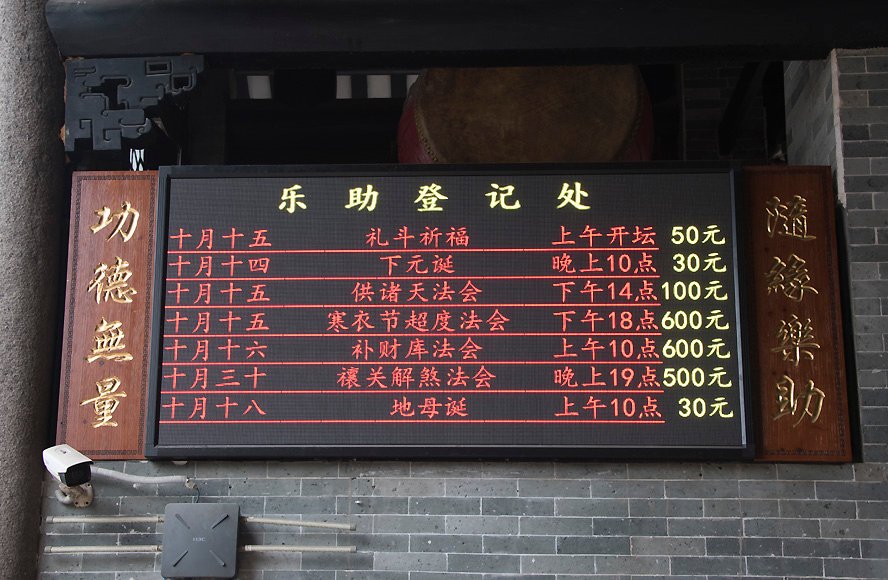 乐助登记处
十月十五 礼斗祈福 上午开坛 50元
十月十四 下元诞 晚上10点 30元
十月十五 供诸天法会 下午14点 100元
十月十五 寒衣节超度法会 下午18点 600元
十月十六 补财库法会 上午10点 600元
十月三十 禳关解煞法会 晚上19点 500元
十月十八 地母诞 上午10点 30元
功德無量
隨緣樂助
H3C